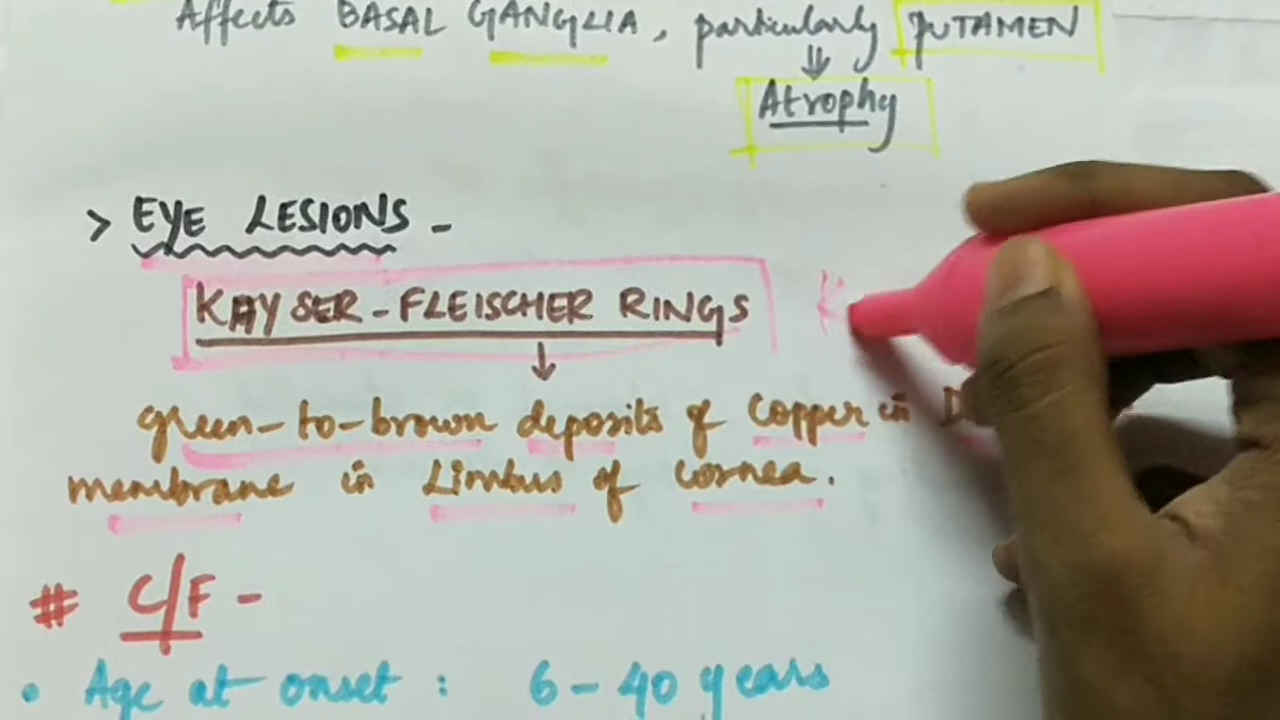 Affects BASAL GANGLIA, particularly PUTAMEN
⇓
Atrophy
> EYE LESIONS -
KAYSER-FLEISCHER RINGS
↓
green-to-brown deposits of copper in D
membrane in Limbus of cornea.
# C/F -
• Age at onset : 6-40 years